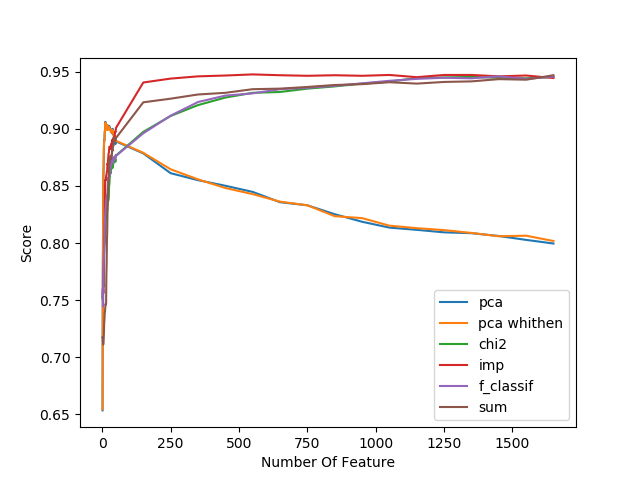 0.95
0.90
0.85
0.80
0.75
0.70
0.65
Score
0 250 500 750 1000 1250 1500
Number Of Feature
pca
pca whithen
chi2
imp
f_classif
sum